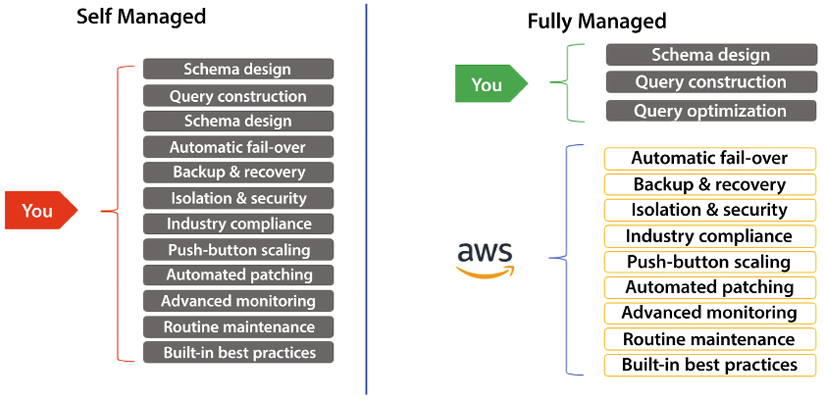 Self Managed
You
Schema design
Query construction
Schema design
Automatic fail-over
Backup & recovery
Isolation & security
Industry compliance
Push-button scaling
Automated patching
Advanced monitoring
Routine maintenance
Built-in best practices
Fully Managed
You
Schema design
Query construction
Query optimization
aws
Automatic fail-over
Backup & recovery
Isolation & security
Industry compliance
Push-button scaling
Automated patching
Advanced monitoring
Routine maintenance
Built-in best practices